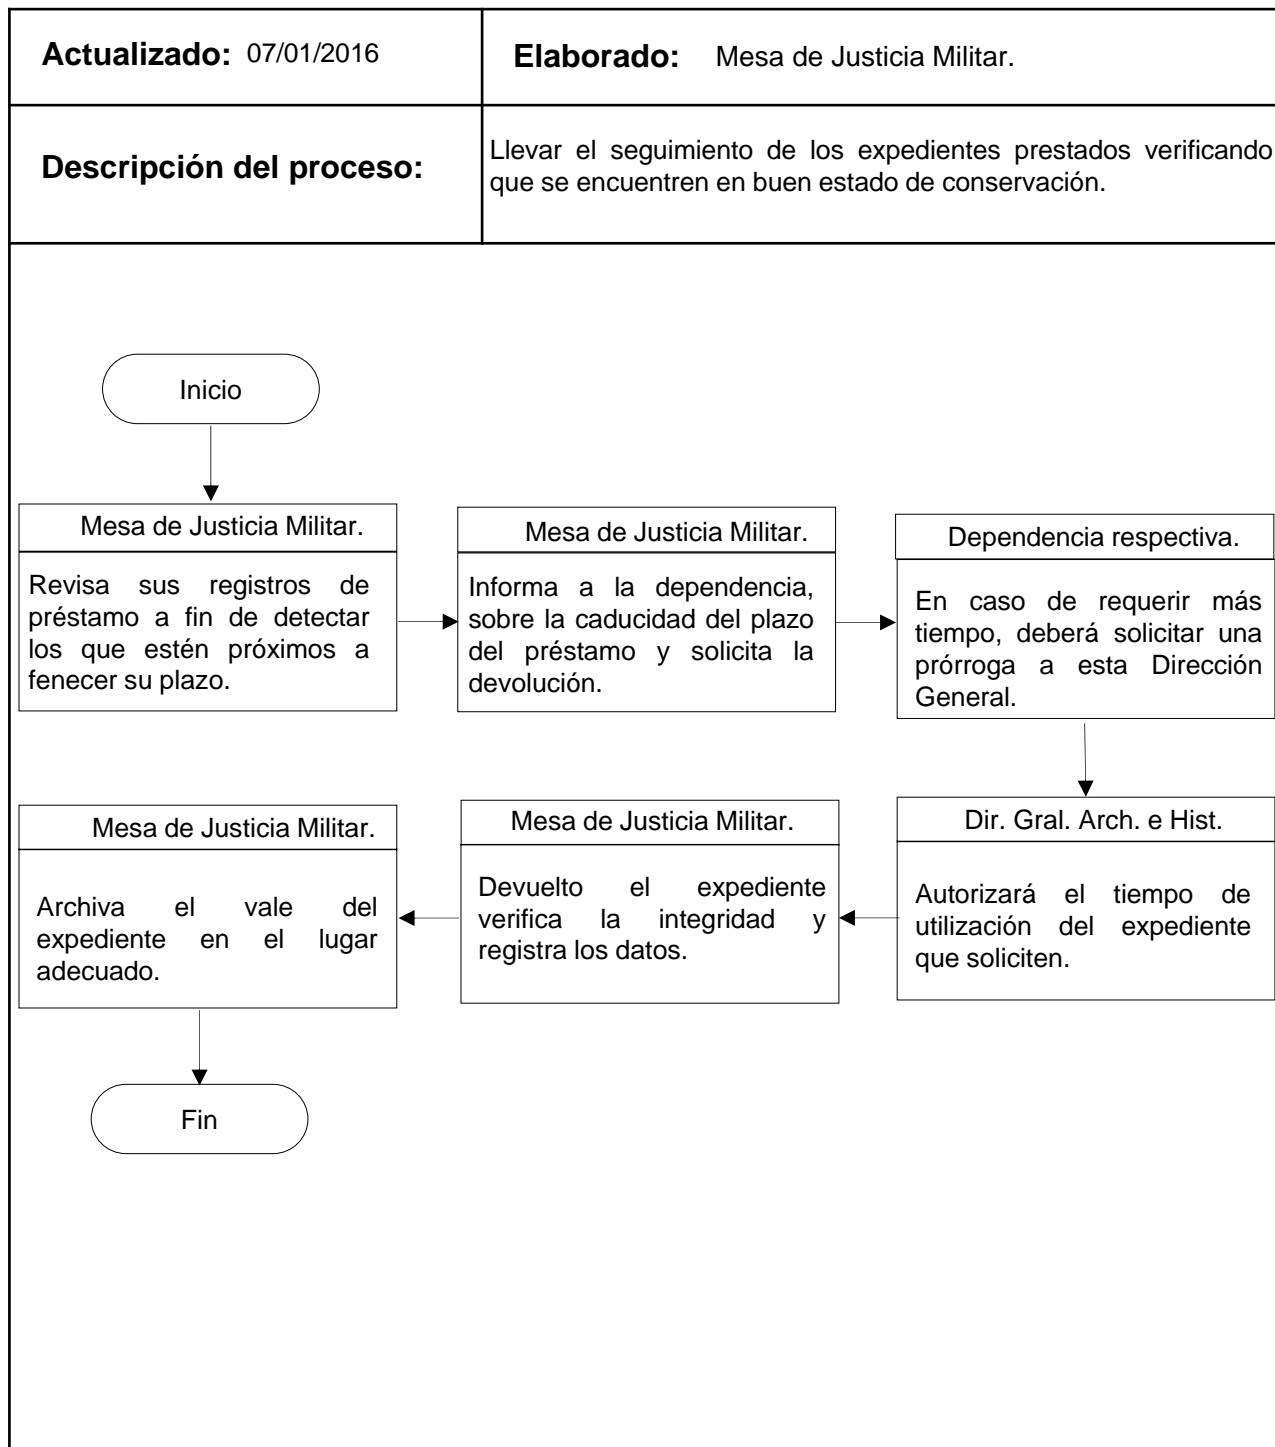 Actualizado: 07/01/2016
Elaborado: Mesa de Justicia Militar.
Descripción del proceso:
Llevar el seguimiento de los expedientes prestados verificando
que se encuentren en buen estado de conservación.
Inicio
Mesa de Justicia Militar.
Revisa sus registros de
préstamo a fin de detectar
los que estén próximos a
fenecer su plazo.
Mesa de Justicia Militar.
Informa a la dependencia,
sobre la caducidad del plazo
del préstamo y solicita la
devolución.
Dependencia respectiva.
En caso de requerir más
tiempo, deberá solicitar una
prórroga a esta Dirección
General.
Dir. Gral. Arch. e Hist.
Autorizará el tiempo de
utilización del expediente
que soliciten.
Mesa de Justicia Militar.
Devuelto el expediente
verifica la integridad y
registra los datos.
Mesa de Justicia Militar.
Archiva el vale del
expediente en el lugar
adecuado.
Fin